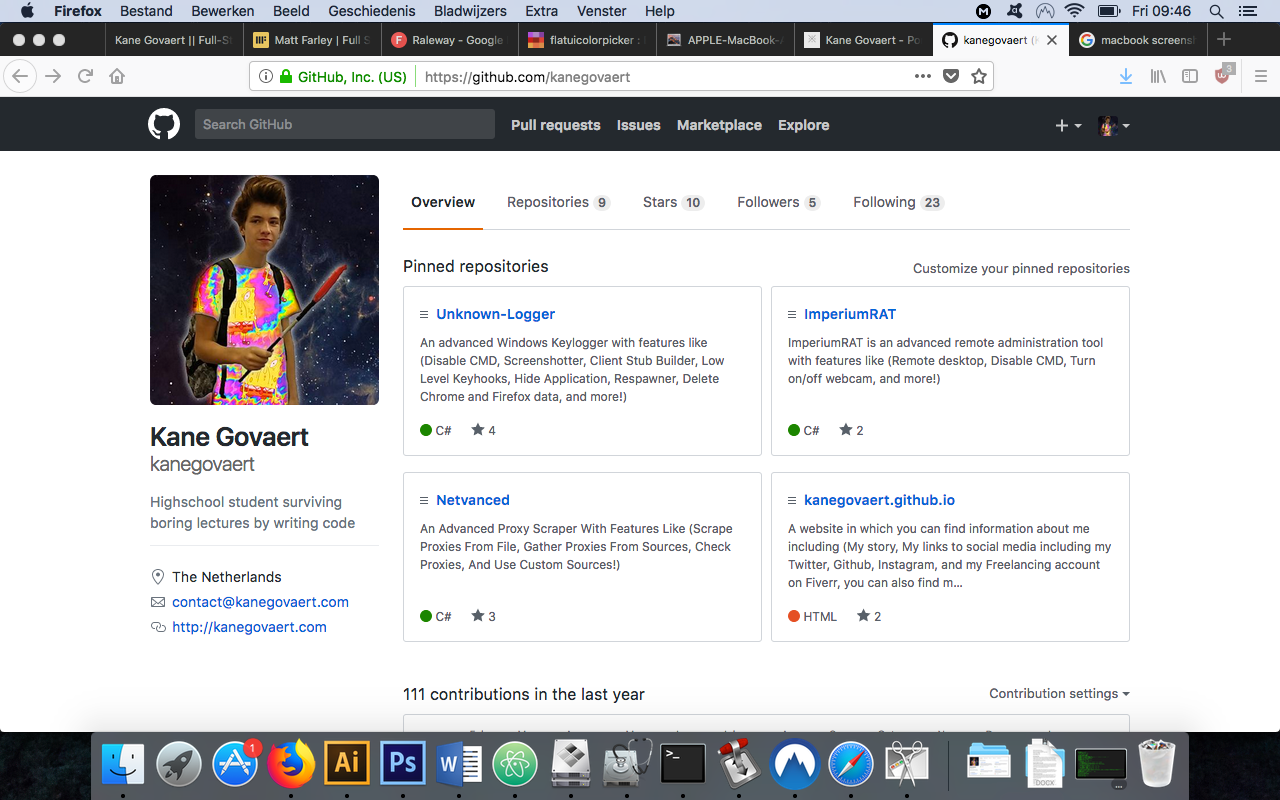 Firefox Bestand Bewerken Beeld Geschiedenis Bladwijzers Extra Venster Help Fri 09:46
Kane Govaert || Full-St Matt Farley | Full S Raleway - Google flatuicolorpicker : APPLE-MacBook- Kane Govaert - Po kanegovaert ( macbook screensh
GitHub, Inc. (US) https://github.com/kanegovaert 3
Search GitHub Pull requests Issues Marketplace Explore
Overview Repositories 9 Stars 10 Followers 5 Following 23
Pinned repositories Customize your pinned repositories
Unknown-Logger
An advanced Windows Keylogger with features like
(Disable CMD, Screenshotter, Client Stub Builder, Low
Level Keyhooks, Hide Application, Respawner, Delete
Chrome and Firefox data, and more!)
C# 4
ImperiumRAT
ImperiumRAT is an advanced remote administration tool
with features like (Remote desktop, Disable CMD, Turn
on/off webcam, and more!)
C# 2
Kane Govaert
kanegovaert
Highschool student surviving
boring lectures by writing code
The Netherlands
contact@kanegovaert.com
http://kanegovaert.com
Netvanced
An Advanced Proxy Scraper With Features Like (Scrape
Proxies From File, Gather Proxies From Sources, Check
Proxies, And Use Custom Sources!)
C# 3
kanegovaert.github.io
A website in which you can find information about me
including (My story, My links to social media including my
Twitter, Github, Instagram, and my Freelancing account
on Fiverr, you can also find m...
HTML 2
111 contributions in the last year Contribution settings
1 Ai Ps W >_ DOCX